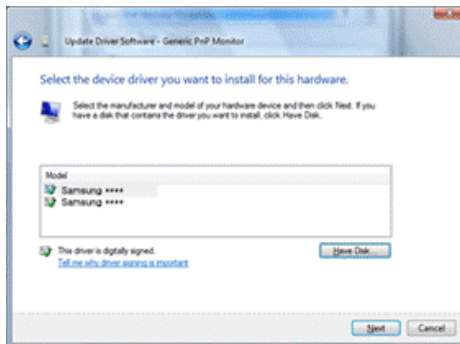 Update Driver Software - Generic PnP Monitor
Select the device driver you want to install for this hardware.
Select the manufacturer and model of your hardware device and then click Next. If you
have a disk that contains the driver you want to install, click Have Disk.
Model
Samsung ****
Samsung ****
This driver is digitally signed.
Have Disk...
Tell me why driver signing is important
Next
Cancel